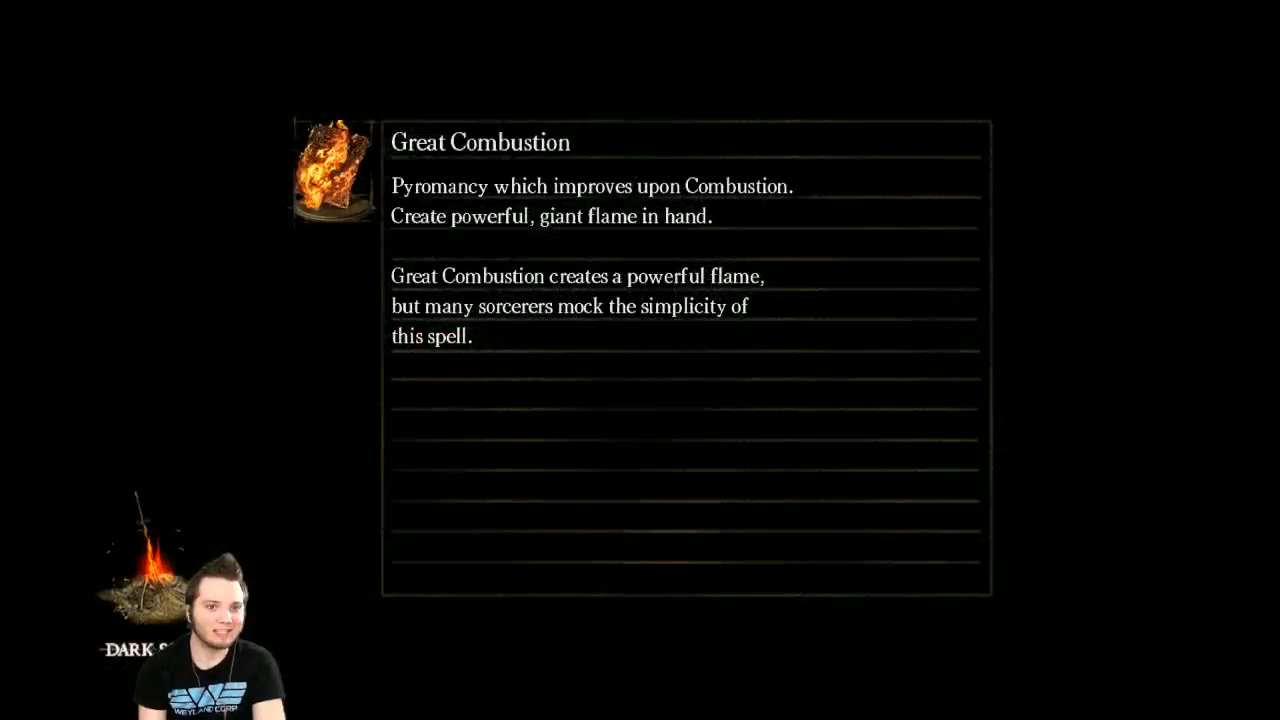 Great Combustion
Pyromancy which improves upon Combustion.
Create powerful, giant flame in hand.
Great Combustion creates a powerful flame,
but many sorcerers mock the simplicity of
this spell.
DARK
WEYLAND CORP